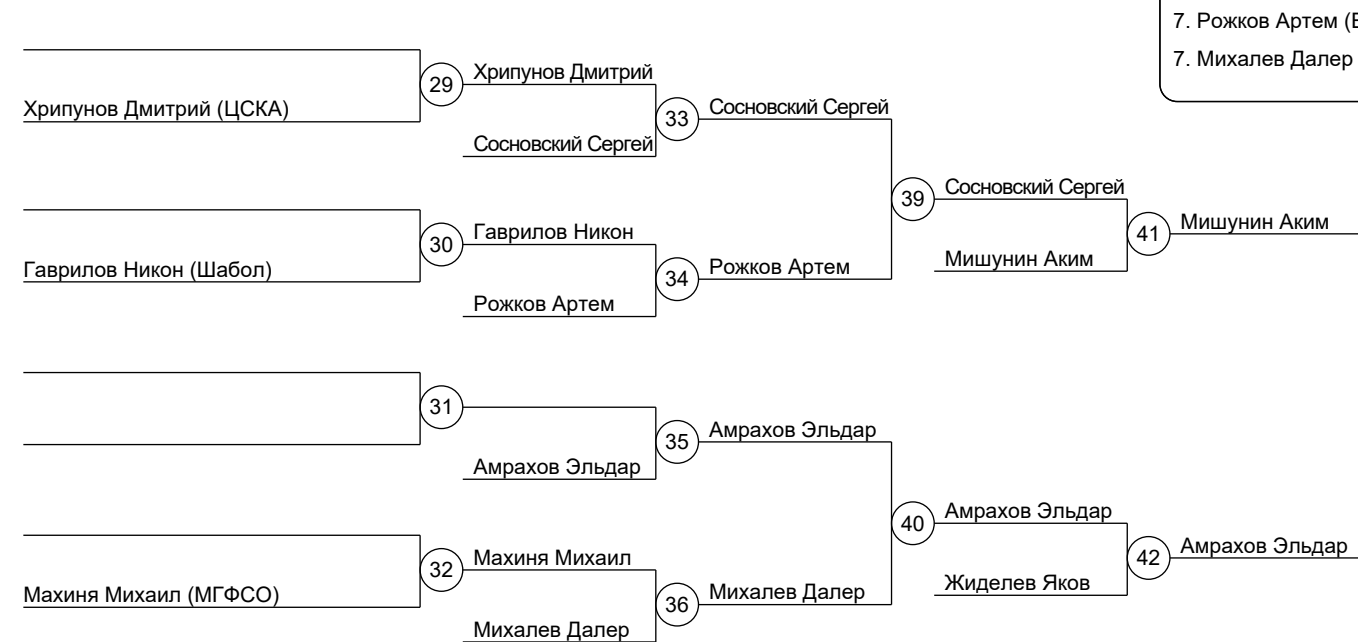 7. Рожков Артем (
7. Михалев Далер
Хрипунов Дмитрий (ЦСКА)
29
Хрипунов Дмитрий
Сосновский Сергей
33
Сосновский Сергей
Гаврилов Никон (Шабол)
30
Гаврилов Никон
Рожков Артем
34
Рожков Артем
39
Сосновский Сергей
Мишунин Аким
41
Мишунин Аким
31
Амрахов Эльдар
35
Амрахов Эльдар
Махиня Михаил (МГФСО)
32
Махиня Михаил
Михалев Далер
36
Михалев Далер
40
Амрахов Эльдар
Жиделев Яков
42
Амрахов Эльдар